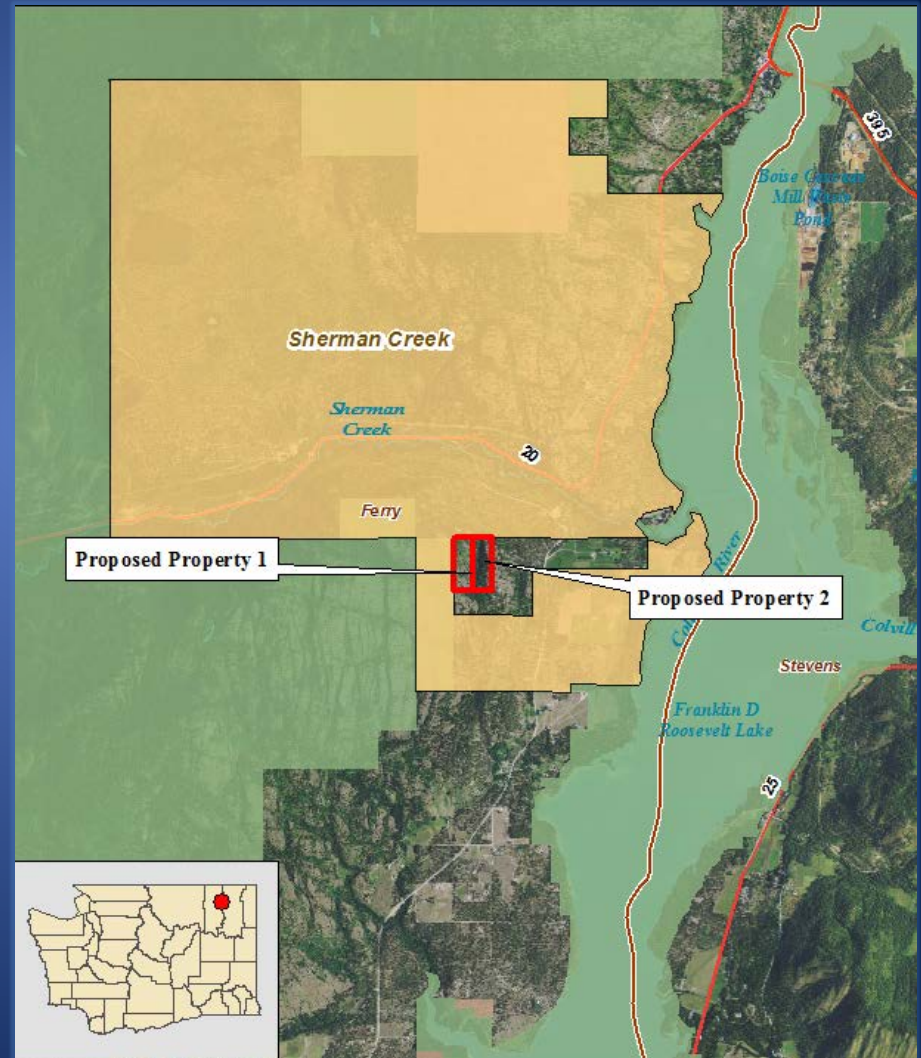 395
Boise Cascade
Mill Pond
Sherman Creek
Sherman
Creek
20
Ferry
Proposed Property 1
Proposed Property 2
River
Colvill
Stevens
Franklin D
Roosevelt Lake
25